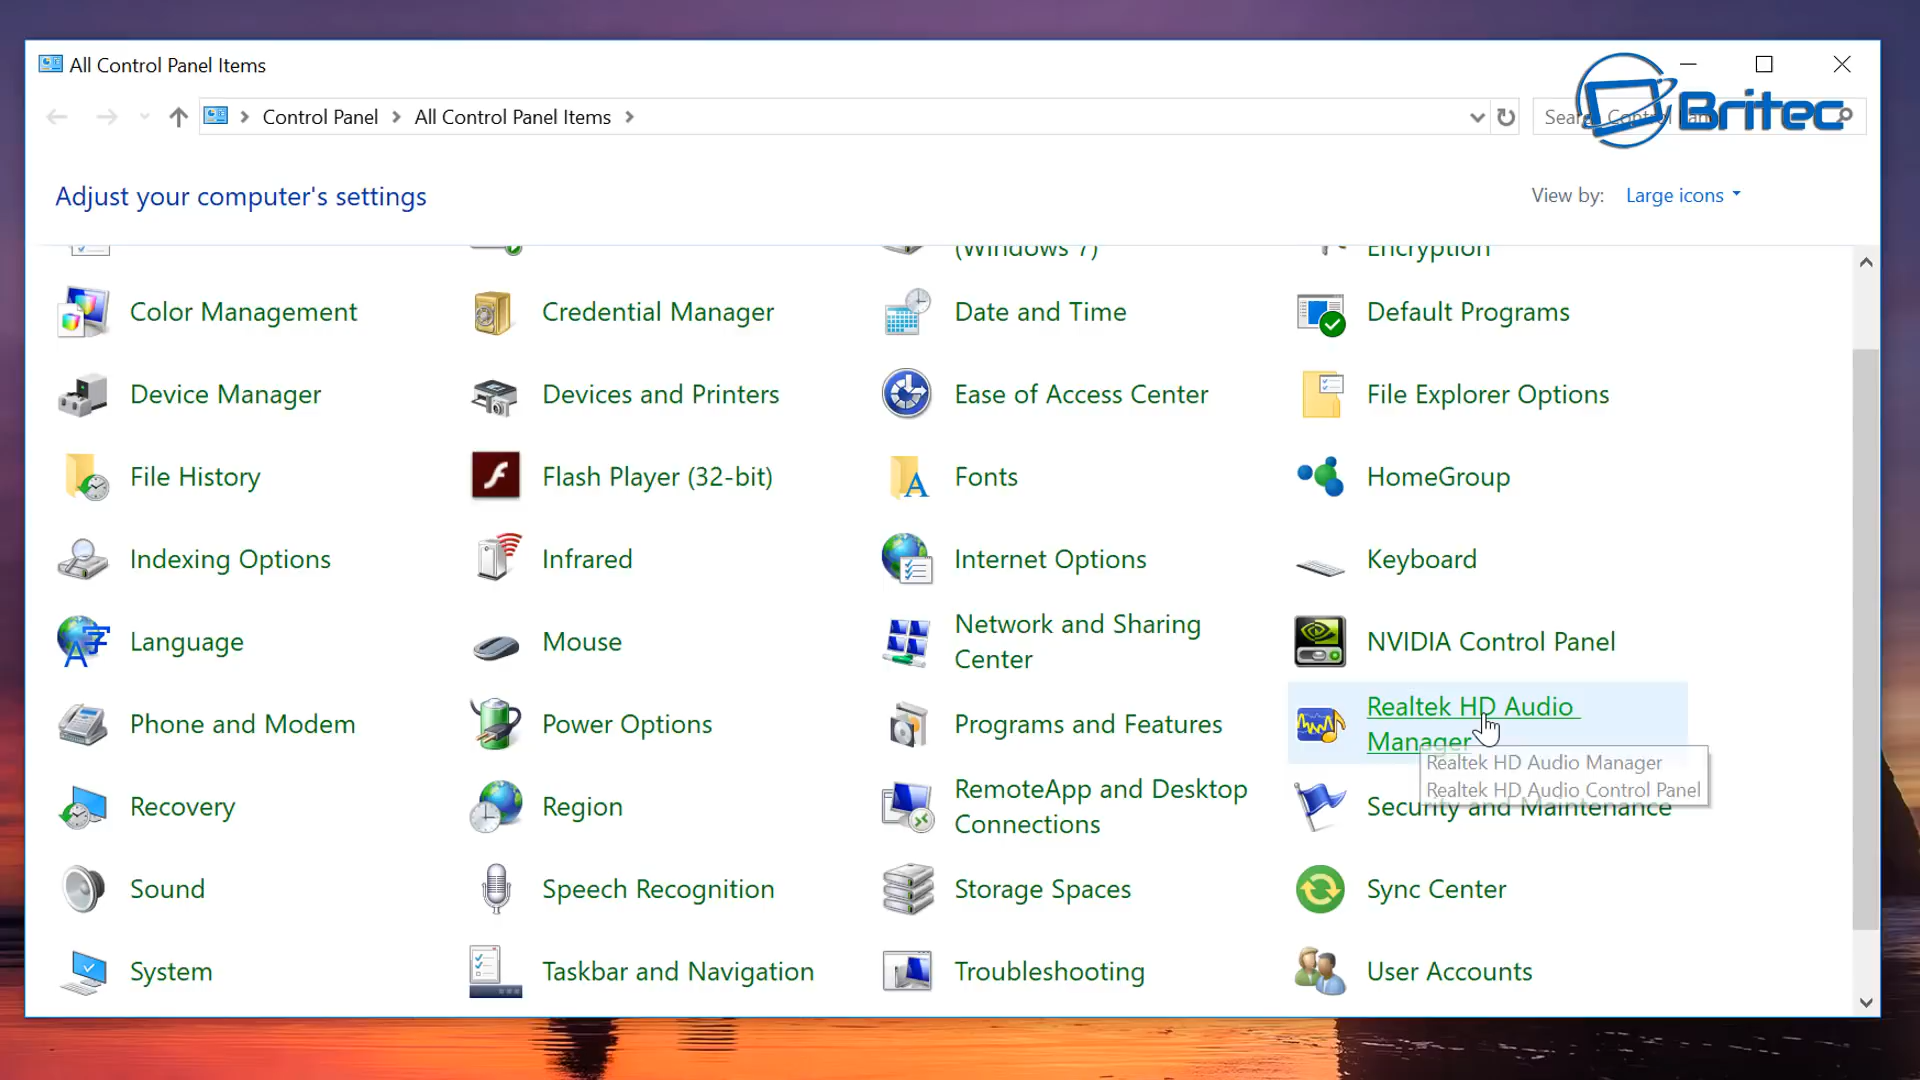 All Control Panel Items
Control Panel
All Control Panel Items
Britec
Adjust your computer's settings
View by:
Large icons
(Windows 7)
Encryption
Color Management
Credential Manager
Date and Time
Default Programs
Device Manager
Devices and Printers
Ease of Access Center
File Explorer Options
File History
Flash Player (32-bit)
Fonts
HomeGroup
Indexing Options
Infrared
Internet Options
Keyboard
Language
Mouse
Network and Sharing
Center
NVIDIA Control Panel
Phone and Modem
Power Options
Programs and Features
Realtek HD Audio
Manager
Realtek HD Audio Manager
Realtek HD Audio Control Panel
Recovery
Region
RemoteApp and Desktop
Connections
Security and Maintenance
Sound
Speech Recognition
Storage Spaces
Sync Center
System
Taskbar and Navigation
Troubleshooting
User Accounts